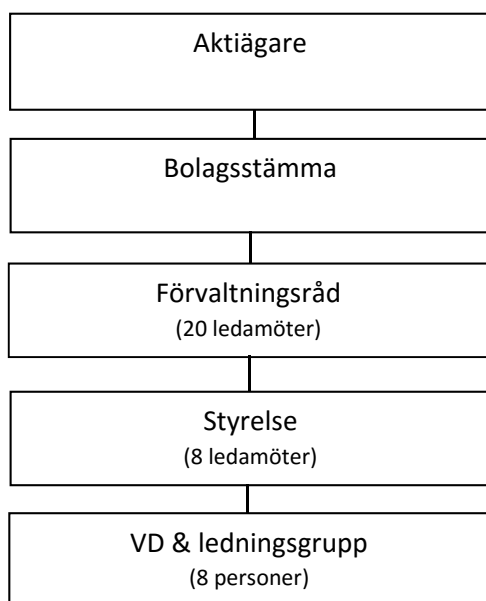 Aktiägare
Bolagsstämma
Förvaltningsråd
(20 ledamöter)
Styrelse
(8 ledamöter)
VD & ledningsgrupp
(8 personer)